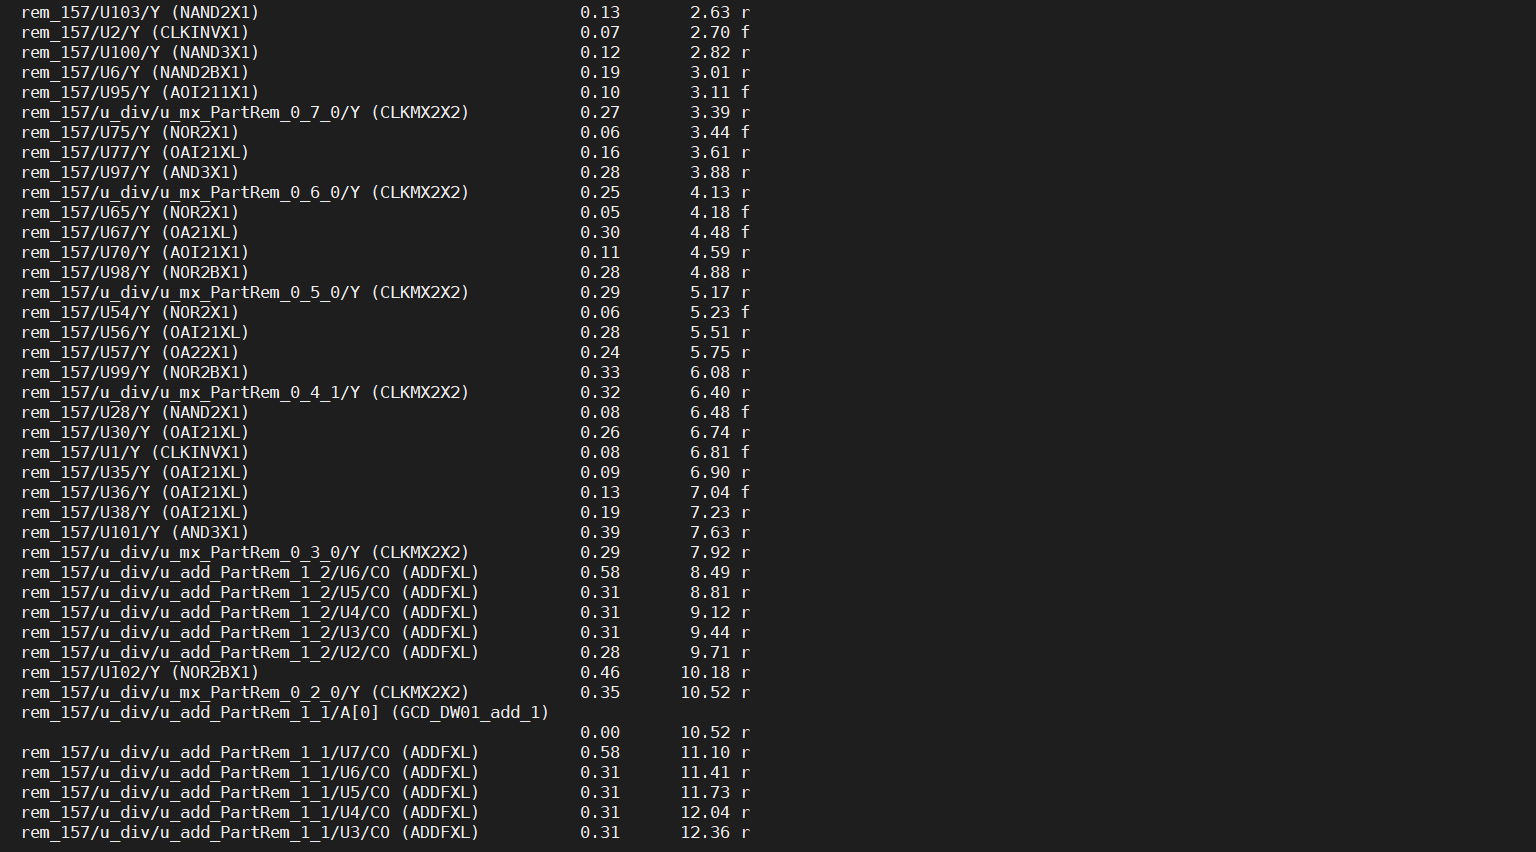 rem_157/U103/Y (NAND2X1) 0.13 2.63 r
rem_157/U2/Y (CLKINVX1) 0.07 2.70 f
rem_157/U100/Y (NAND3X1) 0.12 2.82 r
rem_157/U6/Y (NAND2BX1) 0.19 3.01 r
rem_157/U95/Y (AOI211X1) 0.10 3.11 f
rem_157/u_div/u_mx_PartRem_0_7_0/Y (CLKMX2X2) 0.27 3.39 r
rem_157/U75/Y (NOR2X1) 0.06 3.44 f
rem_157/U77/Y (OAI21XL) 0.16 3.61 r
rem_157/U97/Y (AND3X1) 0.28 3.88 r
rem_157/u_div/u_mx_PartRem_0_6_0/Y (CLKMX2X2) 0.25 4.13 r
rem_157/U65/Y (NOR2X1) 0.05 4.18 f
rem_157/U67/Y (OA21XL) 0.30 4.48 f
rem_157/U70/Y (AOI21X1) 0.11 4.59 r
rem_157/U98/Y (NOR2BX1) 0.28 4.88 r
rem_157/u_div/u_mx_PartRem_0_5_0/Y (CLKMX2X2) 0.29 5.17 r
rem_157/U54/Y (NOR2X1) 0.06 5.23 f
rem_157/U56/Y (OAI21XL) 0.28 5.51 r
rem_157/U57/Y (OA22X1) 0.24 5.75 r
rem_157/U99/Y (NOR2BX1) 0.33 6.08 r
rem_157/u_div/u_mx_PartRem_0_4_1/Y (CLKMX2X2) 0.32 6.40 r
rem_157/U28/Y (NAND2X1) 0.08 6.48 f
rem_157/U30/Y (OAI21XL) 0.26 6.74 r
rem_157/U1/Y (CLKINVX1) 0.08 6.81 f
rem_157/U35/Y (OAI21XL) 0.09 6.90 r
rem_157/U36/Y (OAI21XL) 0.13 7.04 f
rem_157/U38/Y (OAI21XL) 0.19 7.23 r
rem_157/U101/Y (AND3X1) 0.39 7.63 r
rem_157/u_div/u_mx_PartRem_0_3_0/Y (CLKMX2X2) 0.29 7.92 r
rem_157/u_div/u_add_PartRem_1_2/U6/CO (ADDFXL) 0.58 8.49 r
rem_157/u_div/u_add_PartRem_1_2/U5/CO (ADDFXL) 0.31 8.81 r
rem_157/u_div/u_add_PartRem_1_2/U4/CO (ADDFXL) 0.31 9.12 r
rem_157/u_div/u_add_PartRem_1_2/U3/CO (ADDFXL) 0.31 9.44 r
rem_157/u_div/u_add_PartRem_1_2/U2/CO (ADDFXL) 0.28 9.71 r
rem_157/U102/Y (NOR2BX1) 0.46 10.18 r
rem_157/u_div/u_mx_PartRem_0_2_0/Y (CLKMX2X2) 0.35 10.52 r
rem_157/u_div/u_add_PartRem_1_1/A[0] (GCD_DW01_add_1)
0.00 10.52 r
rem_157/u_div/u_add_PartRem_1_1/U7/CO (ADDFXL) 0.58 11.10 r
rem_157/u_div/u_add_PartRem_1_1/U6/CO (ADDFXL) 0.31 11.41 r
rem_157/u_div/u_add_PartRem_1_1/U5/CO (ADDFXL) 0.31 11.73 r
rem_157/u_div/u_add_PartRem_1_1/U4/CO (ADDFXL) 0.31 12.04 r
rem_157/u_div/u_add_PartRem_1_1/U3/CO (ADDFXL) 0.31 12.36 r